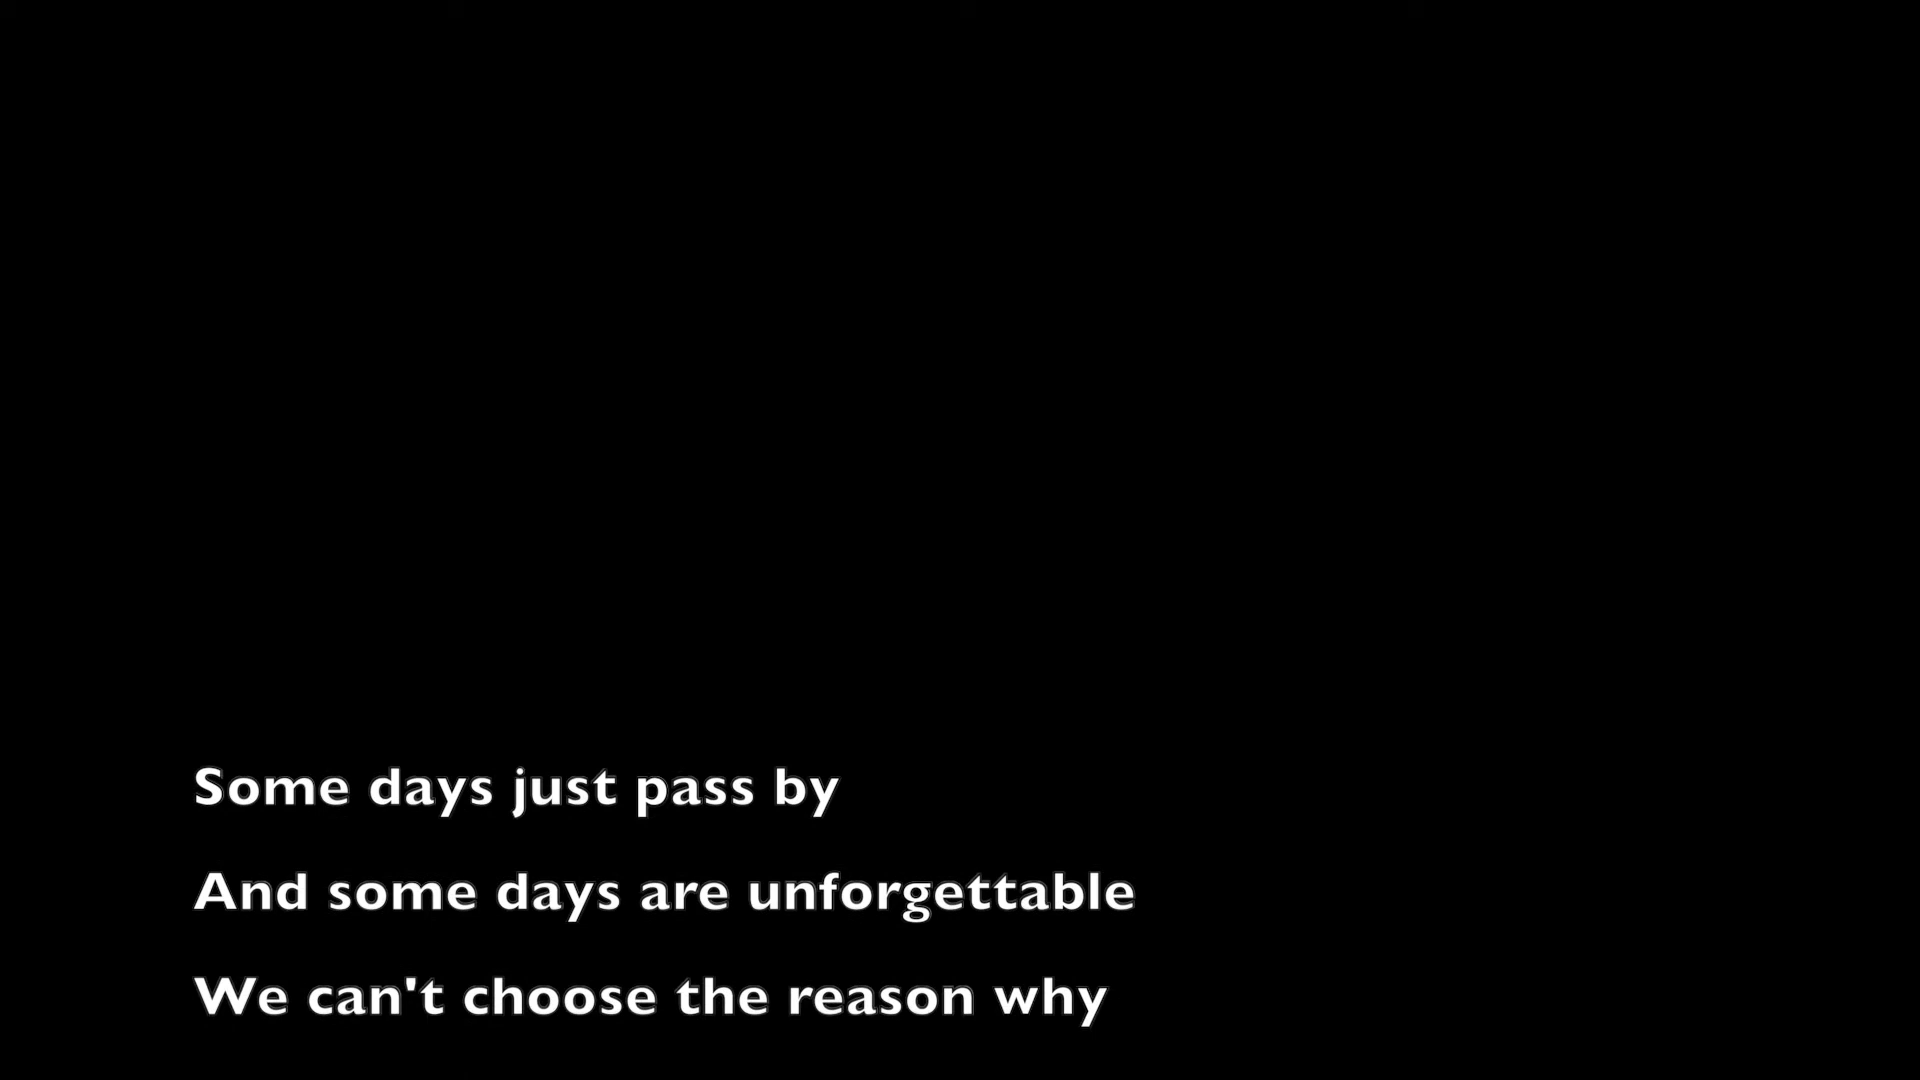 Some days just pass by
And some days are unforgettable
We can't choose the reason why